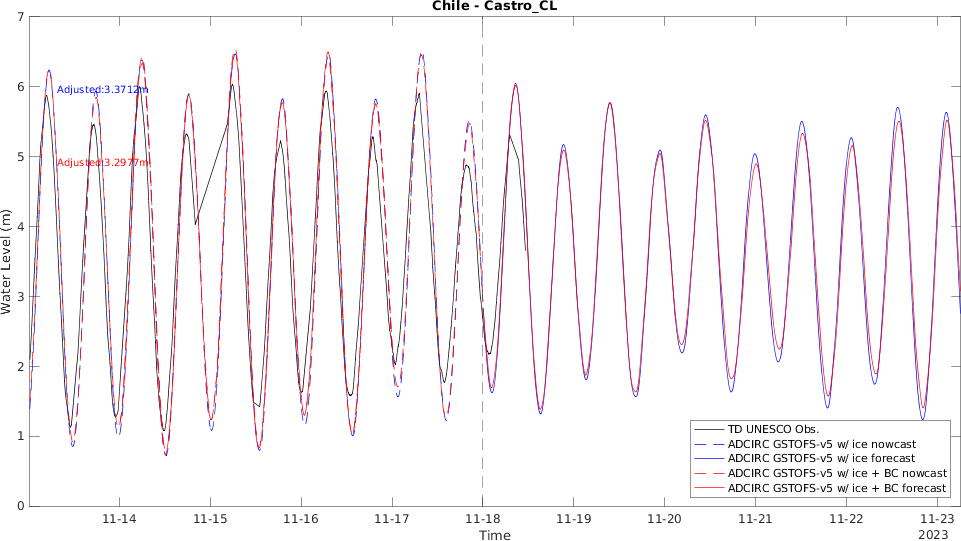 Chile - Castro_CL
Water Level (m)
7
6
5
4
3
2
1
0
Adjusted:3.3712m
Adjusted:3.2977m
TD UNESCO Obs.
ADCIRC GSTOFS-v5 w/ ice nowcast
ADCIRC GSTOFS-v5 w/ ice forecast
ADCIRC GSTOFS-v5 w/ ice + BC nowcast
ADCIRC GSTOFS-v5 w/ ice + BC forecast
11-14 11-15 11-16 11-17 11-18 11-19 11-20 11-21 11-22 11-23
2023
Time